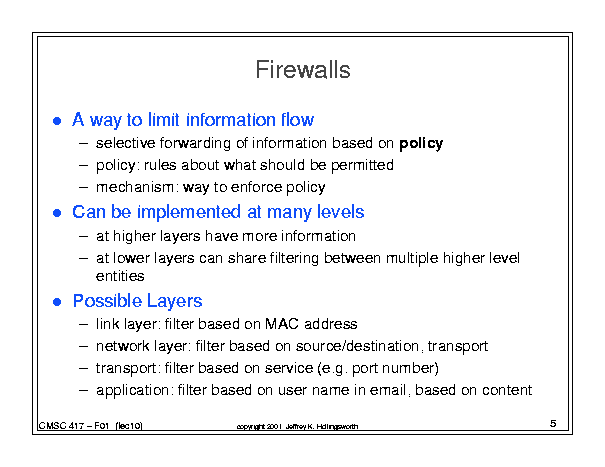 Firewalls
● A way to limit information flow
– selective forwarding of information based on policy
– policy: rules about what should be permitted
– mechanism: way to enforce policy
● Can be implemented at many levels
– at higher layers have more information
– at lower layers can share filtering between multiple higher level
entities
● Possible Layers
– link layer: filter based on MAC address
– network layer: filter based on source/destination, transport
– transport: filter based on service (e.g. port number)
– application: filter based on user name in email, based on content
CMSC 417 – F01 (lec10)
copyright 2001 Jeffrey K. Hollingsworth
5